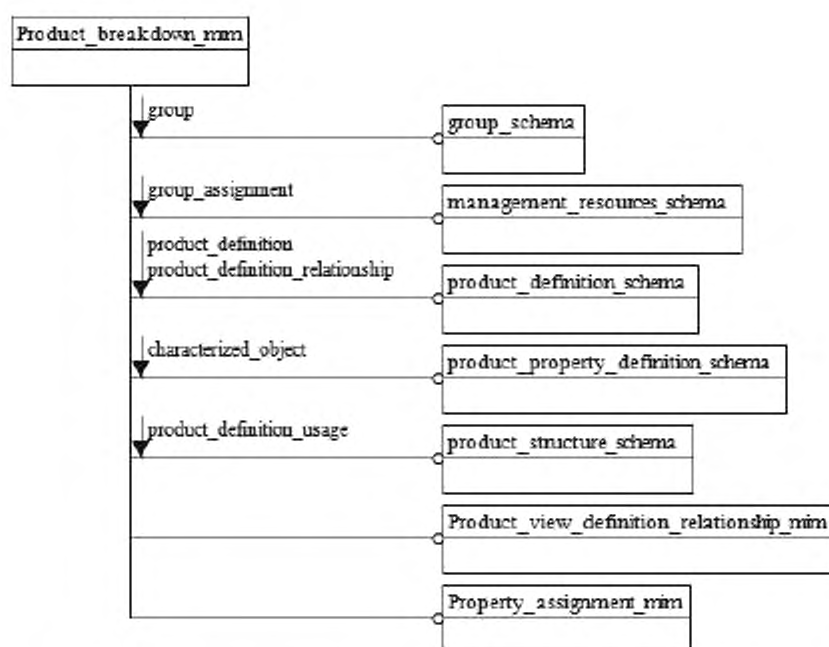 Product_breakdown_mim
group
group_schema
group_assignment
management_resources_schema
product_definition
product_definition_relationship
product_definition_schema
characterized_object
product_property_definition_schema
product_definition_usage
product_structure_schema
Product_view_definition_relationship_mim
Property_assignment_mim